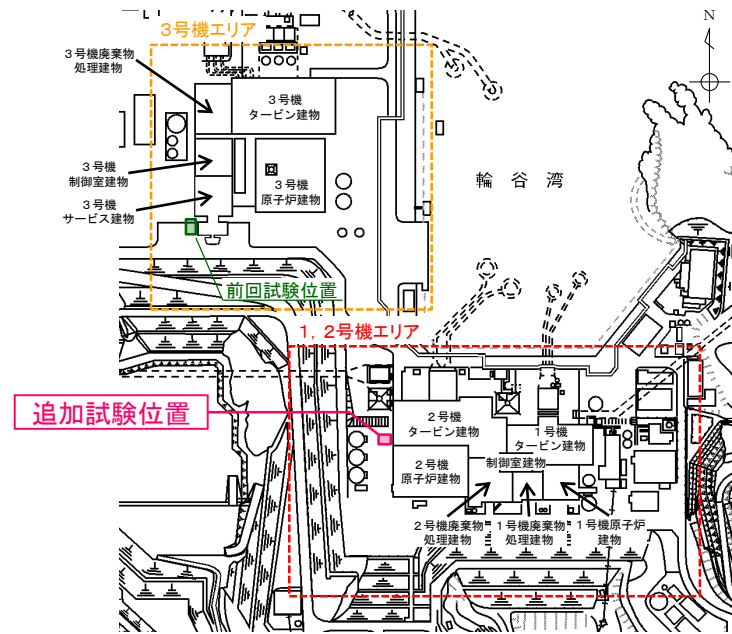 3号機エリア
N
3号機廃棄物
処理建物
3号機
タービン建物
3号機
制御室建物
3号機
原子炉建物
輪谷湾
3号機
サービス建物
前回試験位置
1,2号機エリア
追加試験位置
2号機
タービン建物
1号機
タービン建物
制御室建物
2号機
原子炉建物
2号機廃棄物
処理建物
1号機廃棄物
処理建物
1号機原子炉
建物